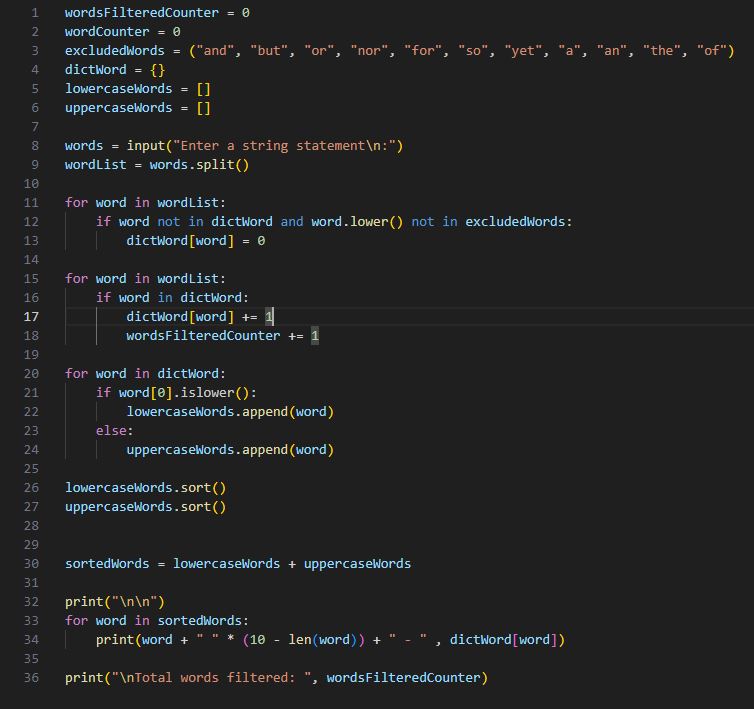 1 wordsFilteredCounter = 0
2 wordCounter = 0
3 excludedWords = ("and", "but", "or", "nor", "for", "so", "yet", "a", "an", "the", "of")
4 dictWord = {}
5 lowercaseWords = []
6 uppercaseWords = []
7
8 words = input("Enter a string statement\n:")
9 wordList = words.split()
10
11 for word in wordList:
12     if word not in dictWord and word.lower() not in excludedWords:
13         dictWord[word] = 0
14
15 for word in wordList:
16     if word in dictWord:
17         dictWord[word] += 1
18         wordsFilteredCounter += 1
19
20 for word in dictWord:
21     if word[0].islower():
22         lowercaseWords.append(word)
23     else:
24         uppercaseWords.append(word)
25
26 lowercaseWords.sort()
27 uppercaseWords.sort()
28
29
30 sortedWords = lowercaseWords + uppercaseWords
31
32 print("\n\n")
33 for word in sortedWords:
34     print(word + " " * (10 - len(word)) + " - " , dictWord[word])
35
36 print("\nTotal words filtered: ", wordsFilteredCounter)